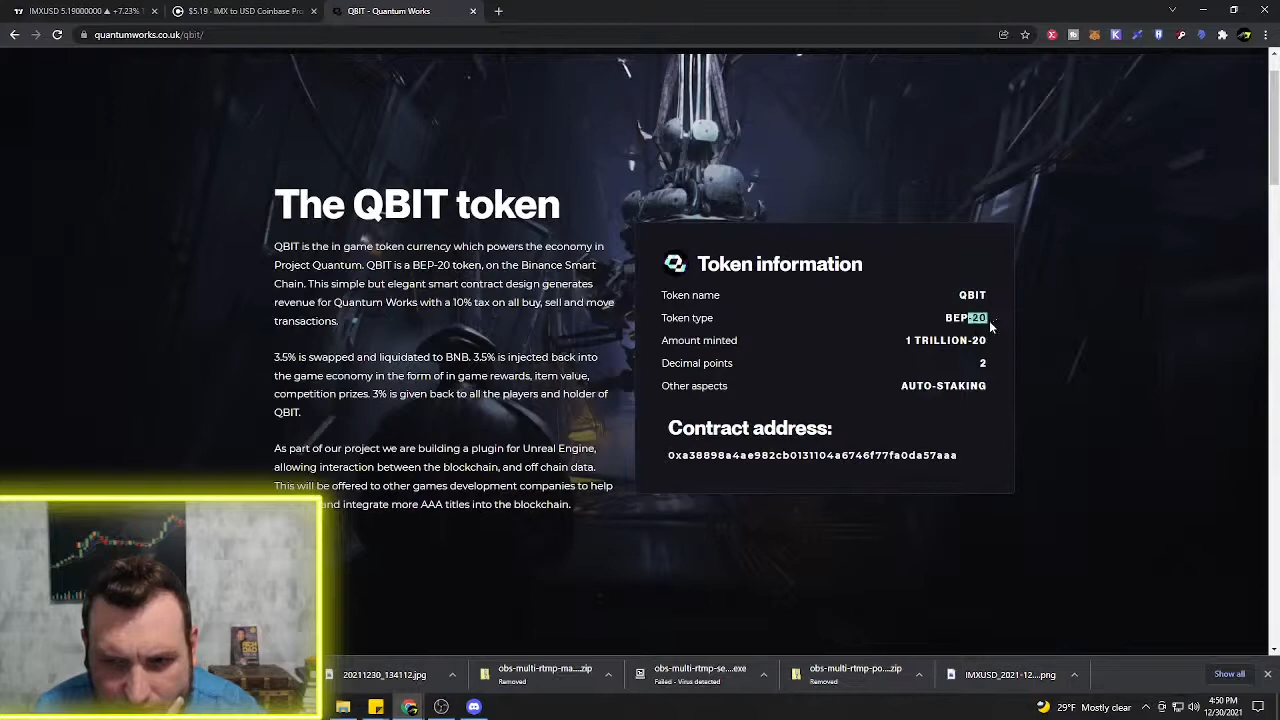 IMXUSD 5.19000000 ▲ +7.23%
$5.19 - IMX to USD Coinbase Pro
QBIT - Quantum Works
quantumworks.co.uk/qbit/
The QBIT token
QBIT is the in game token currency which powers the economy in
Project Quantum. QBIT is a BEP-20 token, on the Binance Smart
Chain. This simple but elegant smart contract design generates
revenue for Quantum Works with a 10% tax on all buy, sell and move
transactions.
3.5% is swapped and liquidated to BNB. 3.5% is injected back into
the game economy in the form of in game rewards, item value,
competition prizes. 3% is given back to all the players and holder of
QBIT.
As part of our project we are building a plugin for Unreal Engine,
allowing interaction between the blockchain, and off chain data.
This will be offered to other games development companies to help
and integrate more AAA titles into the blockchain.
Token information
Token name QBIT
Token type BEP-20
Amount minted 1 TRILLION-20
Decimal points 2
Other aspects AUTO-STAKING
Contract address:
0xa38898a4ae982cb0131104a6746f77fa0da57aaa
RICH
DAD
20211230_134112.jpg
obs-multi-rtmp-ma....zip
Removed
obs-multi-rtmp-se....exe
Failed - Virus detected
obs-multi-rtmp-po....zip
Removed
IMXUSD_2021-12....png
Show all
29°F Mostly clear
4:50 PM
12/30/2021